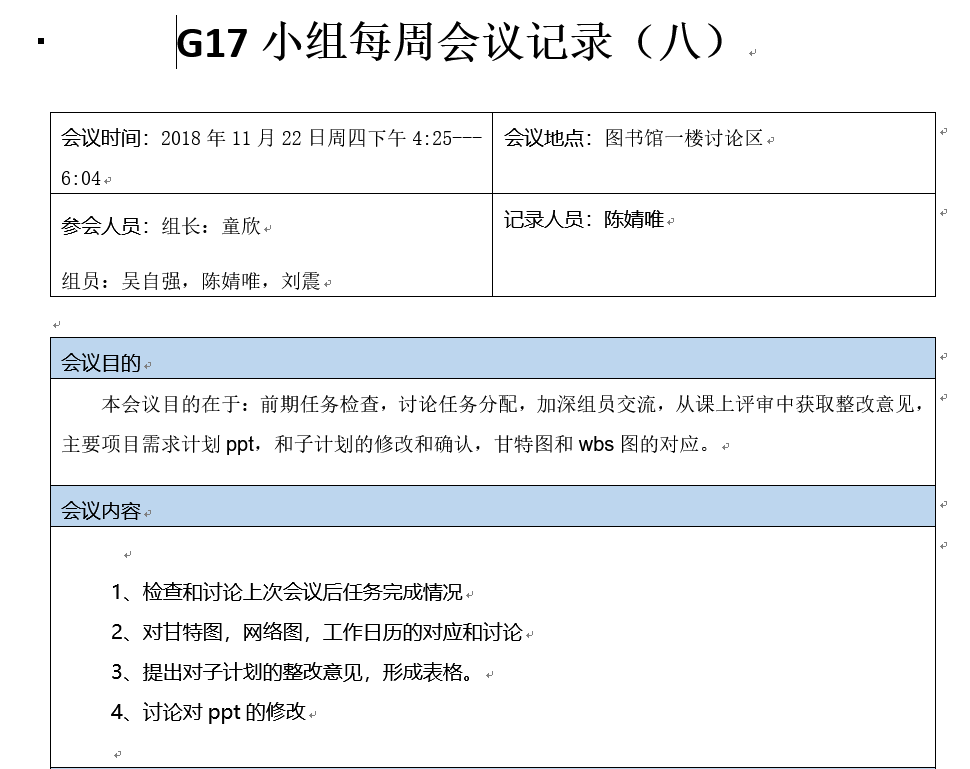 G17 小组每周会议记录（八）
会议时间：2018 年 11 月 22 日周四下午 4:25---
6:04
会议地点：图书馆一楼讨论区
参会人员：组长：童欣
组员：吴自强，陈婧唯，刘震
记录人员：陈婧唯
会议目的
本会议目的在于：前期任务检查，讨论任务分配，加深组员交流，从课上评审中获取整改意见，
主要项目需求计划 ppt，和子计划的修改和确认，甘特图和 wbs 图的对应。
会议内容
1、检查和讨论上次会议后任务完成情况
2、对甘特图，网络图，工作日历的对应和讨论
3、提出对子计划的整改意见，形成表格。
4、讨论对 ppt 的修改